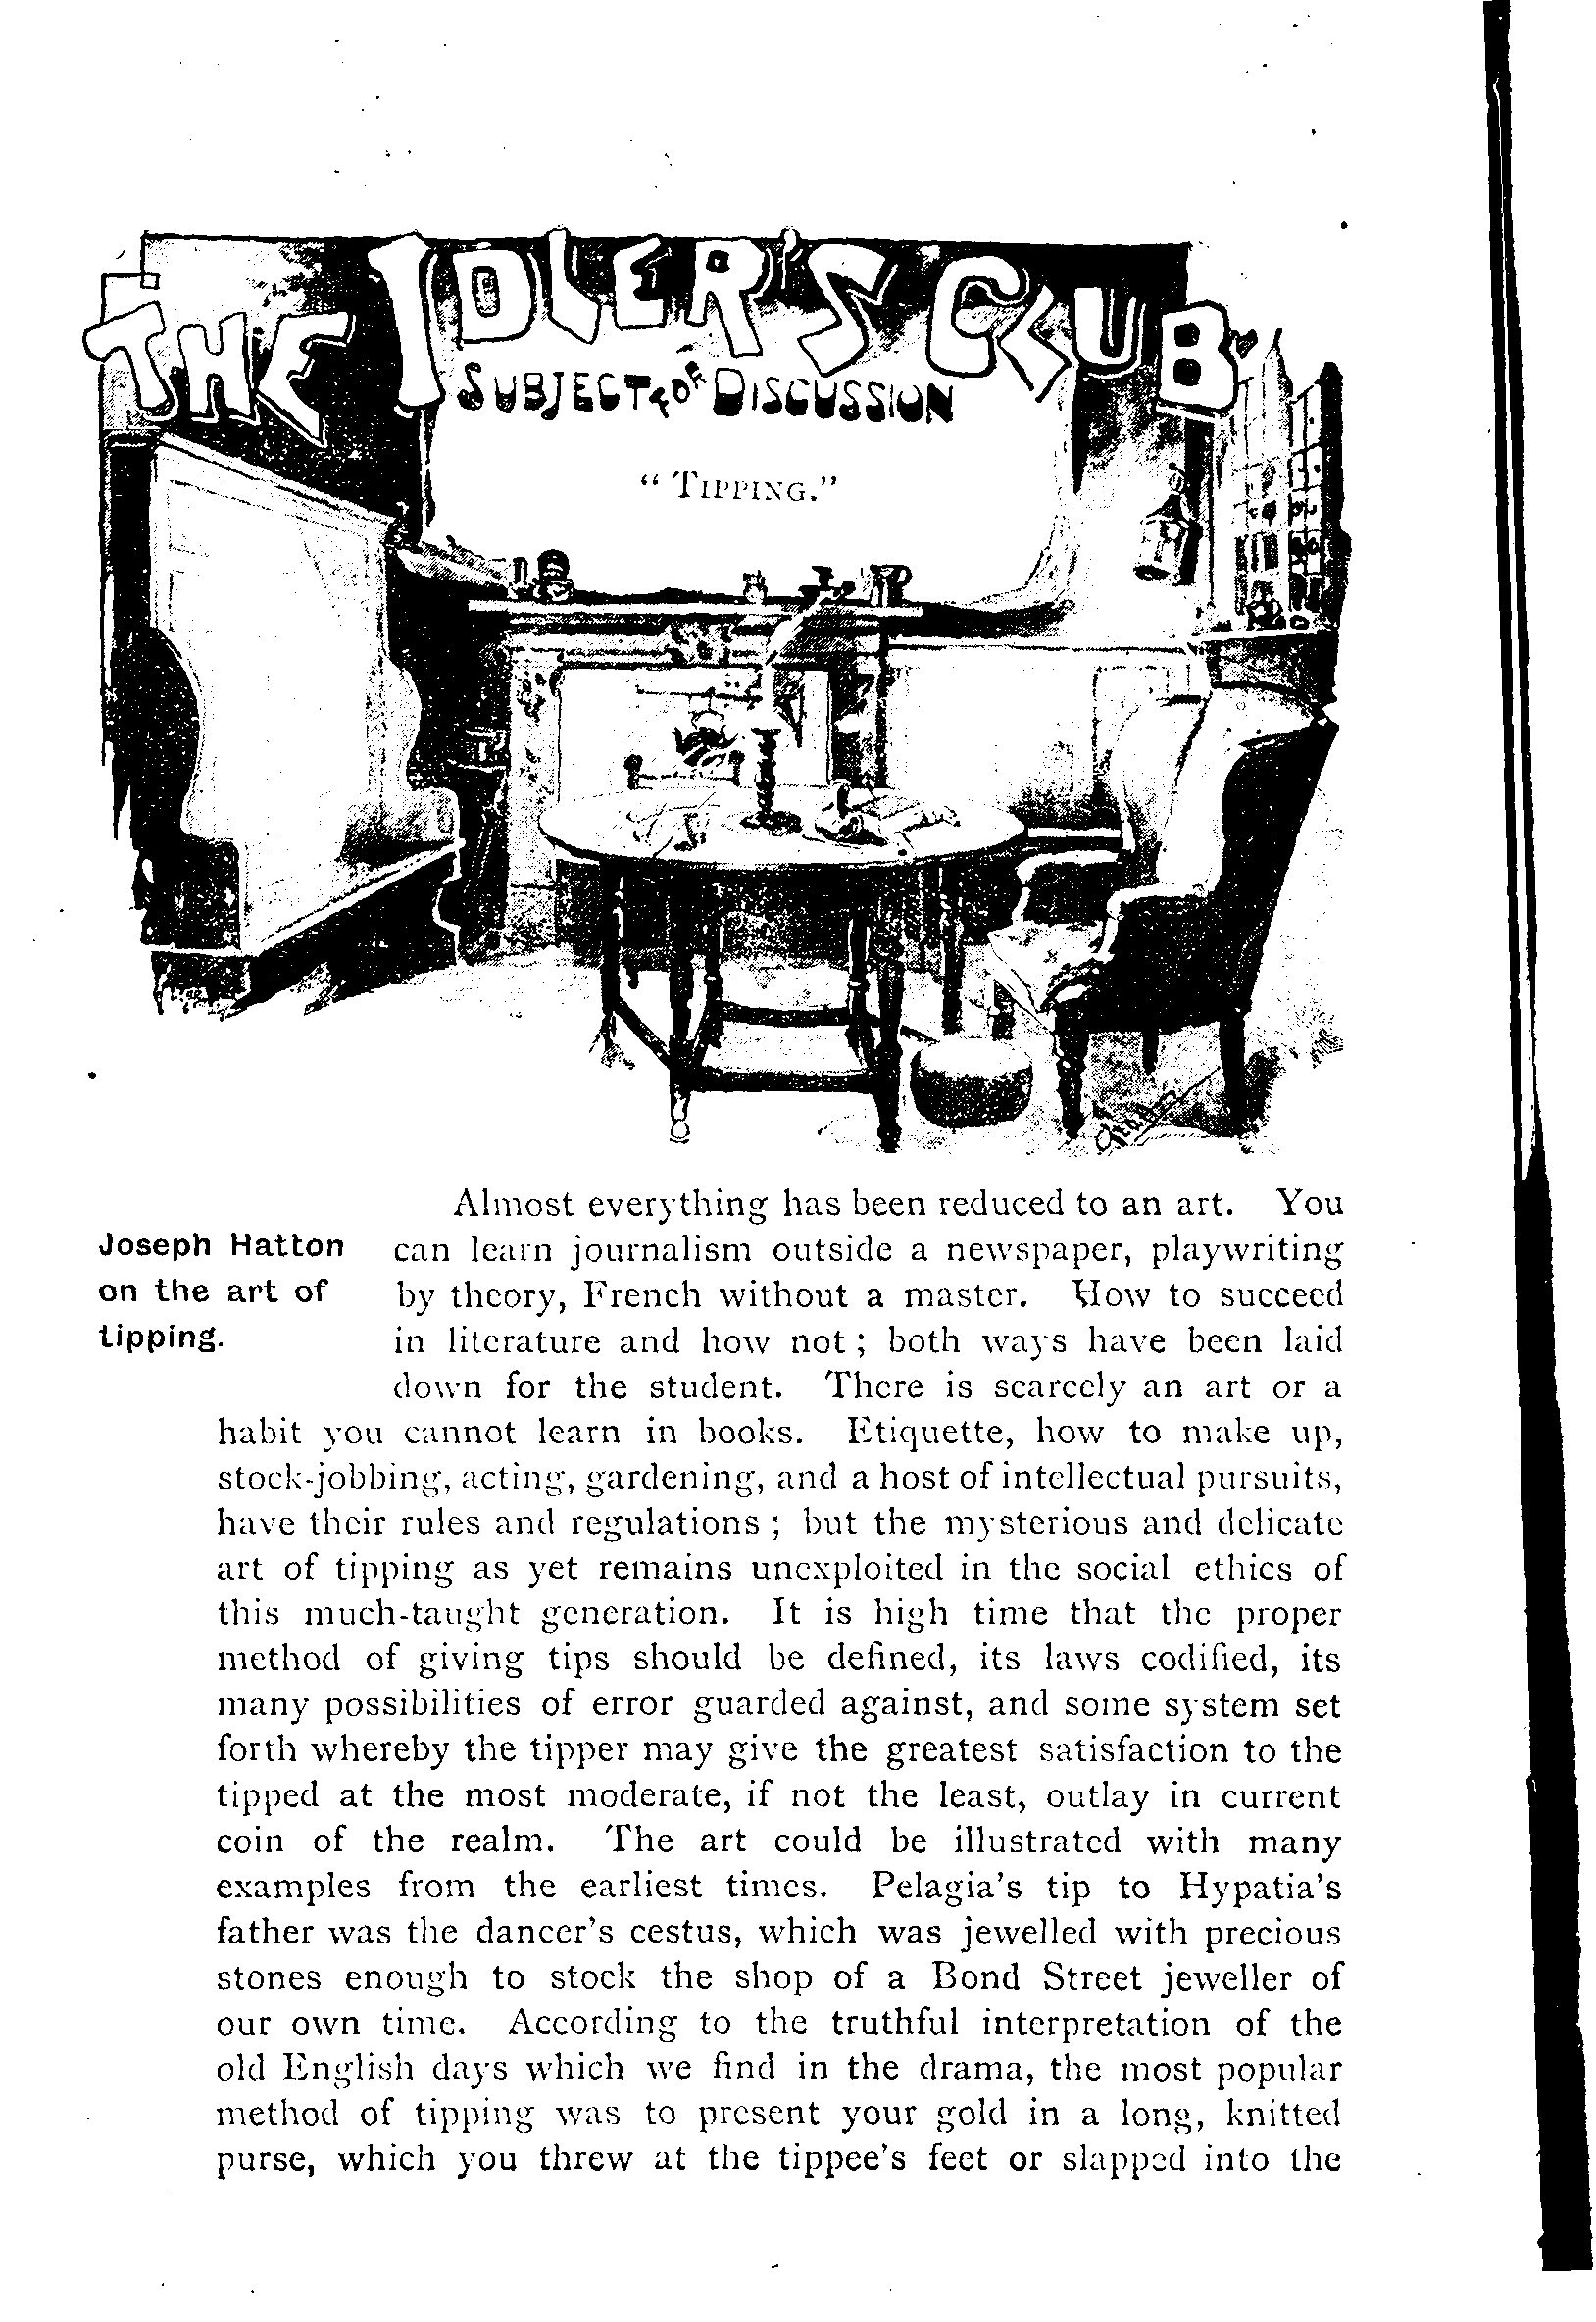 THE IDLER'S CLUB
SUBJECT FOR DISCUSSION
“ TIPPING.”
Almost everything has been reduced to an art. You
Joseph Hatton
on the art of
tipping.
can learn journalism outside a newspaper, playwriting
by theory, French without a master. How to succeed
in literature and how not ; both ways have been laid
down for the student. There is scarcely an art or a
habit you cannot learn in books. Etiquette, how to make up,
stock-jobbing, acting, gardening, and a host of intellectual pursuits,
have their rules and regulations ; but the mysterious and delicate
art of tipping as yet remains unexploited in the social ethics of
this much-taught generation. It is high time that the proper
method of giving tips should be defined, its laws codified, its
many possibilities of error guarded against, and some system set
forth whereby the tipper may give the greatest satisfaction to the
tipped at the most moderate, if not the least, outlay in current
coin of the realm. The art could be illustrated with many
examples from the earliest times. Pelagia's tip to Hypatia's
father was the dancer's cestus, which was jewelled with precious
stones enough to stock the shop of a Bond Street jeweller of
our own time. According to the truthful interpretation of the
old English days which we find in the drama, the most popular
method of tipping was to present your gold in a long, knitted
purse, which you threw at the tippee's feet or slapped into the